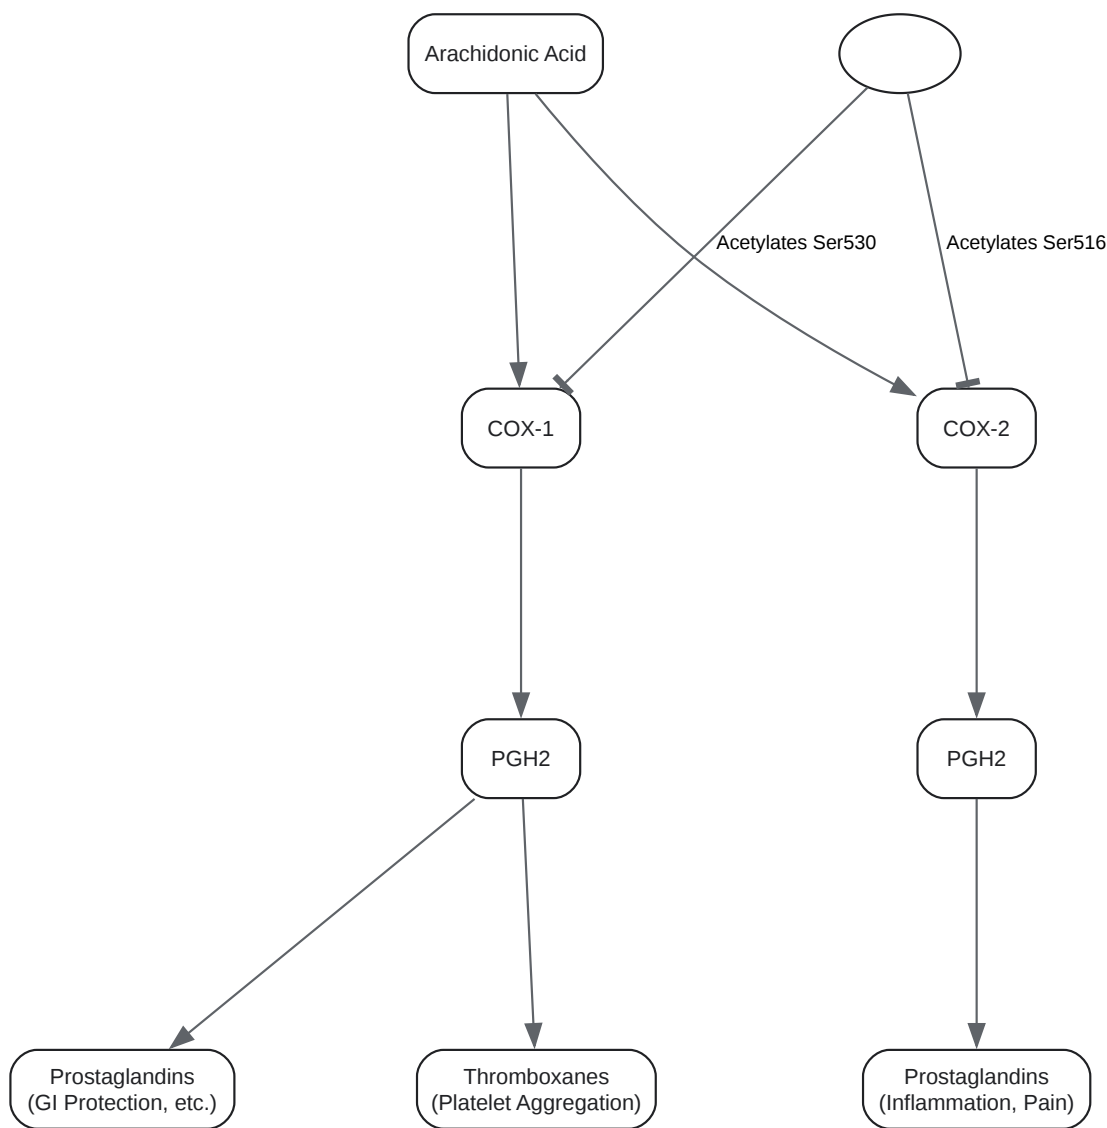 Arachidonic Acid
Acetylates Ser530
Acetylates Ser516
COX-1
COX-2
PGH2
PGH2
Prostaglandins
(GI Protection, etc.)
Thromboxanes
(Platelet Aggregation)
Prostaglandins
(Inflammation, Pain)